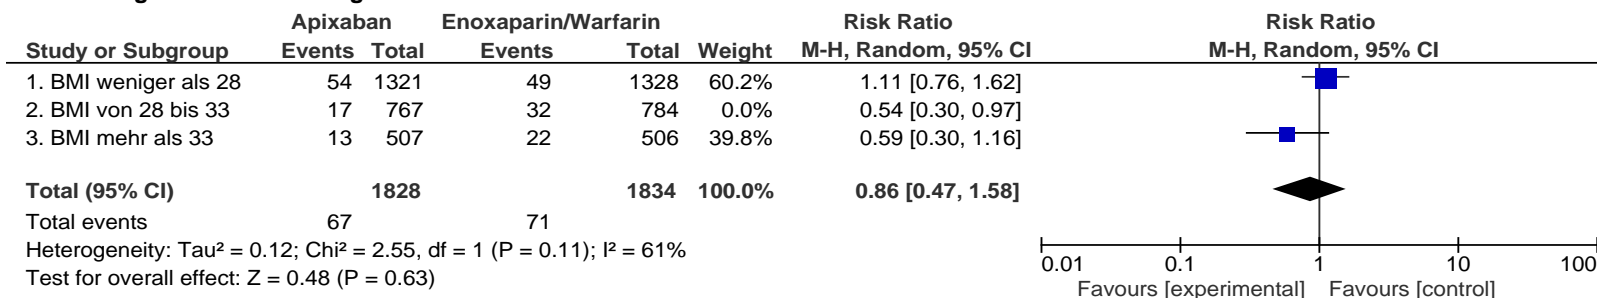 Apixaban Enoxaparin/Warfarin Risk Ratio Risk Ratio
Study or Subgroup Events Total Events Total Weight M-H, Random, 95% CI M-H, Random, 95% CI
1. BMI weniger als 28 54 1321 49 1328 60.2% 1.11 [0.76, 1.62]
2. BMI von 28 bis 33 17 767 32 784 0.0% 0.54 [0.30, 0.97]
3. BMI mehr als 33 13 507 22 506 39.8% 0.59 [0.30, 1.16]
Total (95% CI) 1828 1834 100.0% 0.86 [0.47, 1.58]
Total events 67 71
Heterogeneity: Tau² = 0.12; Chi² = 2.55, df = 1 (P = 0.11); I² = 61%
Test for overall effect: Z = 0.48 (P = 0.63)
0.01 0.1 1 10 100
Favours [experimental] Favours [control]